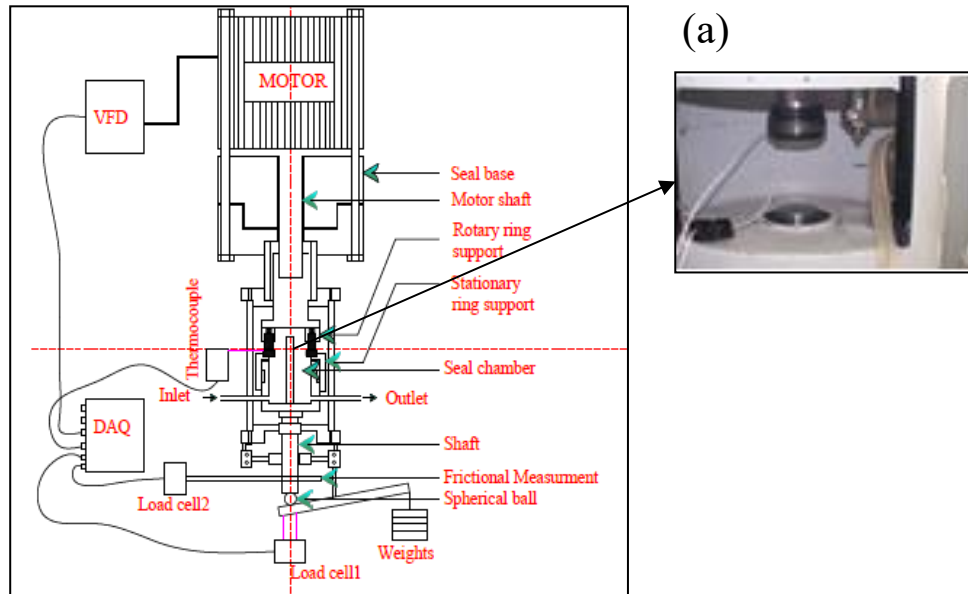 (a)
MOTOR
VFD
Seal base
Motor shaft
Rotary ring
support
Stationary
ring support
Thermocouple
Seal chamber
Inlet
Outlet
DAQ
Shaft
Frictional Measurment
Spherical ball
Load cell2
Weights
Load cell1